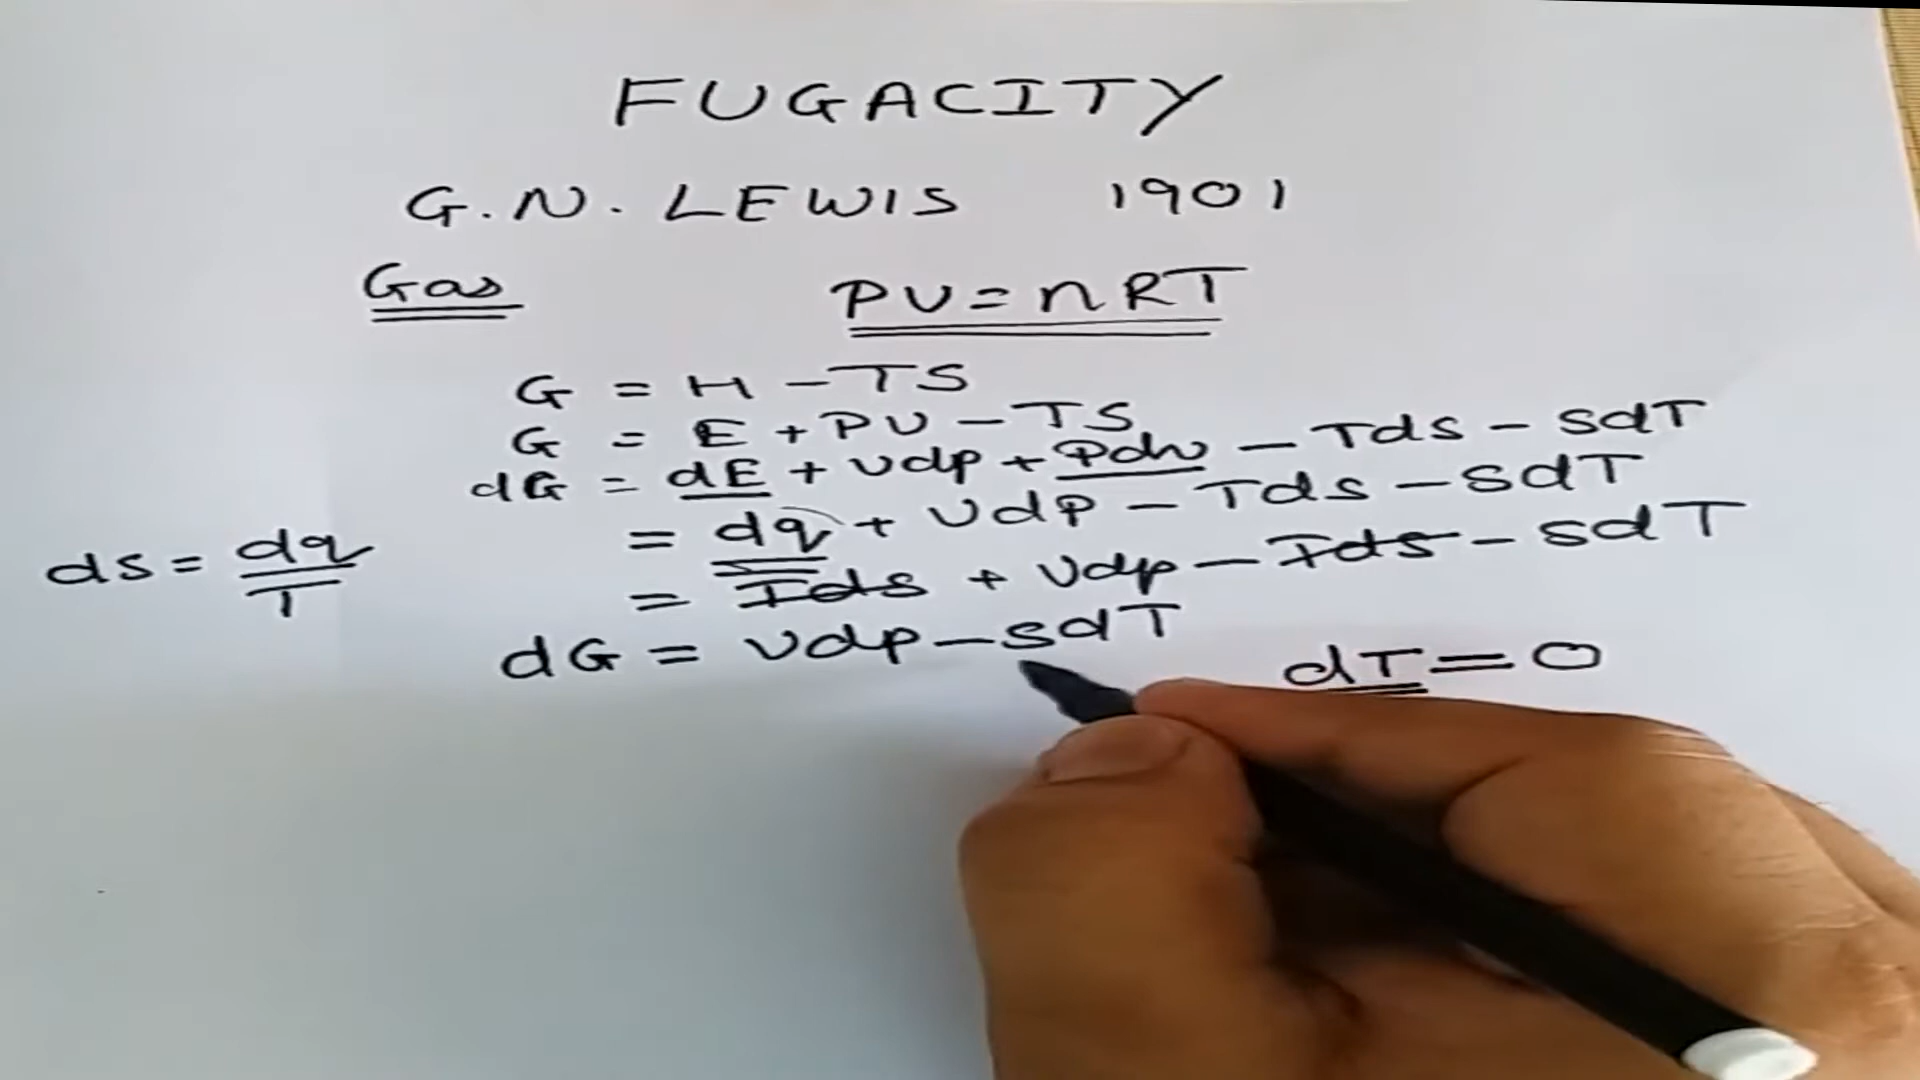 FUGACITY
G.N. LEWIS 1901
Gas PV=nRT
G = H - TS
G = E + PV - TS
dG = dE + Vdp + Pdv - Tds - SdT
= dq + Vdp - Tds - SdT
ds = dq/T
= Tds + Vdp - Tds - SdT
dG = Vdp - SdT
dT = 0